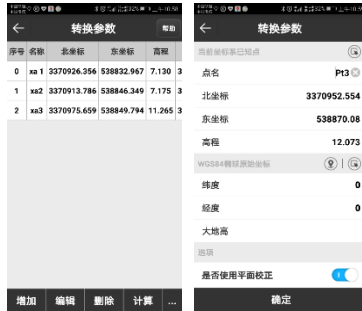 转换参数
帮助
序号 名称 北坐标 东坐标 高程
0 xa 1 3370926.356 538832.967 7.130 3
1 xa2 3370913.786 538846.349 7.175 3
2 xa3 3370975.659 538849.794 11.265 3
增加 编辑 删除 计算 ...
转换参数
当前坐标系已知点
点名 Pt3
北坐标 3370952.554
东坐标 538870.08
高程 12.073
WGS84椭球原始坐标
纬度 0
经度 0
大地高
选项
是否使用平面校正
确定